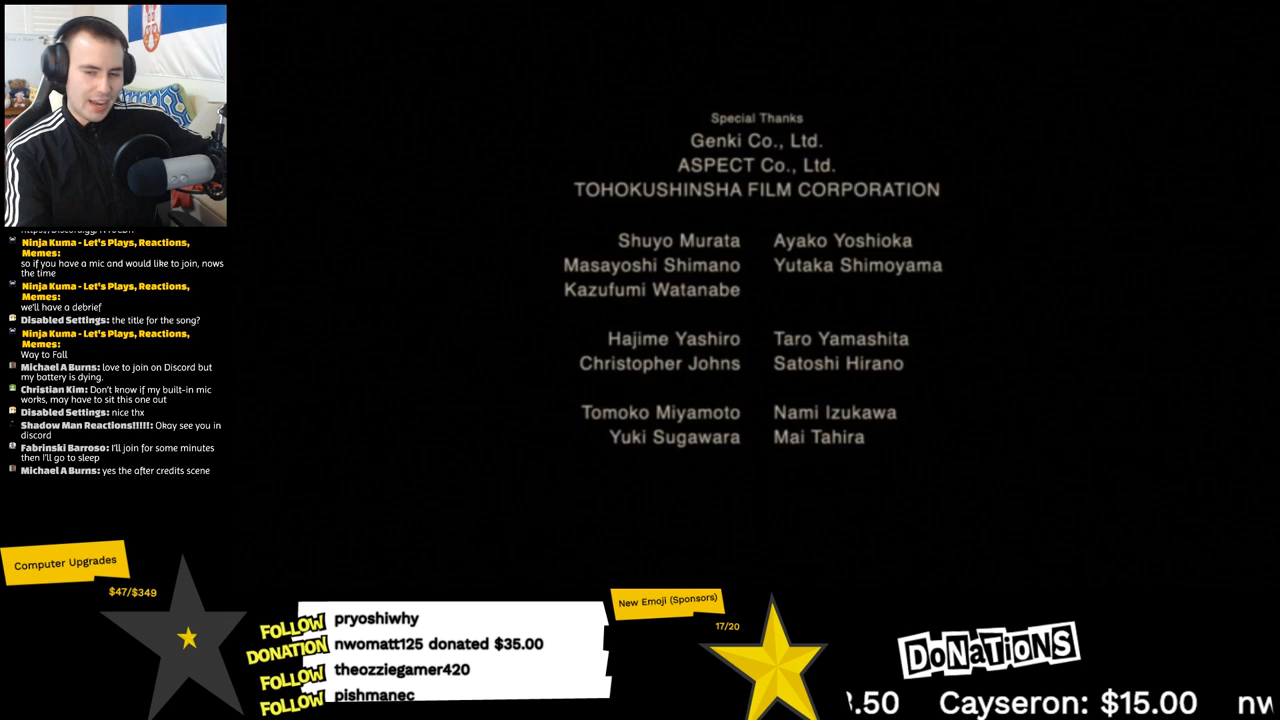 Special Thanks
Genki Co., Ltd.
ASPECT Co., Ltd.
TOHOKUSHINSHA FILM CORPORATION
Shuyo Murata Ayako Yoshioka
Masayoshi Shimano Yutaka Shimoyama
Kazufumi Watanabe
Hajime Yashiro Taro Yamashita
Christopher Johns Satoshi Hirano
Tomoko Miyamoto Nami Izukawa
Yuki Sugawara Mai Tahira
Ninja Kuma - Let's Plays, Reactions,
Memes:
so if you have a mic and would like to join, nows
the time
Ninja Kuma - Let's Plays, Reactions,
Memes:
we'll have a debrief
Disabled Settings: the title for the song?
Ninja Kuma - Let's Plays, Reactions,
Memes:
Way to Fall
Michael A Burns: love to join on Discord but
my battery is dying.
Christian Kim: Don't know if my built-in mic
works, may have to sit this one out
Disabled Settings: nice thx
Shadow Man Reactions!!!!!: Okay see you in
discord
Fabrinski Barroso: I'll join for some minutes
then I'll go to sleep
Michael A Burns: yes the after credits scene
Computer Upgrades
$47/$349
FOLLOW pryoshiwhy
DONATION nwomatt125 donated $35.00
FOLLOW theozziegamer420
FOLLOW pishmanec
New Emoji (Sponsors)
17/20
DONATIONS
.50 Cayseron: $15.00 nw